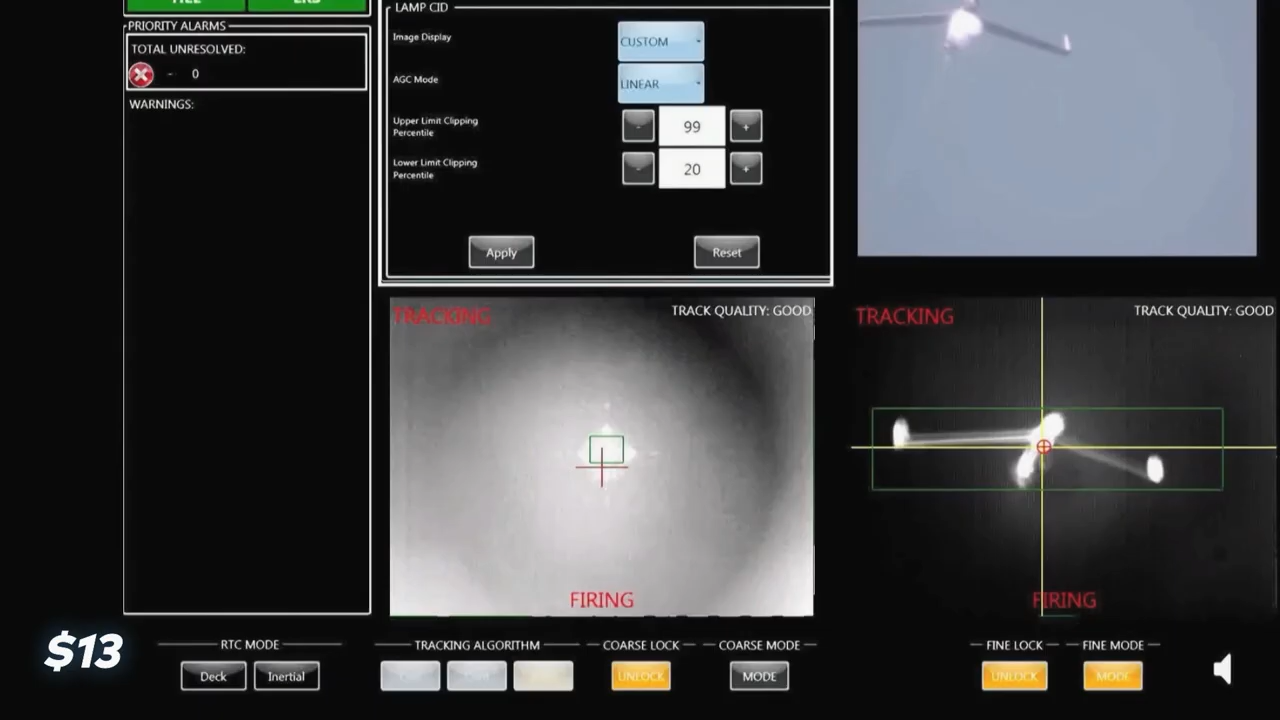 PRIORITY ALARMS
TOTAL UNRESOLVED:
- 0
WARNINGS:
LAMP CID
Image Display
CUSTOM
AGC Mode
LINEAR
Upper Limit Clipping
Percentile
- 99 +
Lower Limit Clipping
Percentile
- 20 +
Apply
Reset
TRACKING
TRACK QUALITY: GOOD
FIRING
TRACKING
TRACK QUALITY: GOOD
FIRING
$13
RTC MODE
Deck
Inertial
TRACKING ALGORITHM
COARSE LOCK
UNLOCK
COARSE MODE
MODE
FINE LOCK
UNLOCK
FINE MODE
MODE